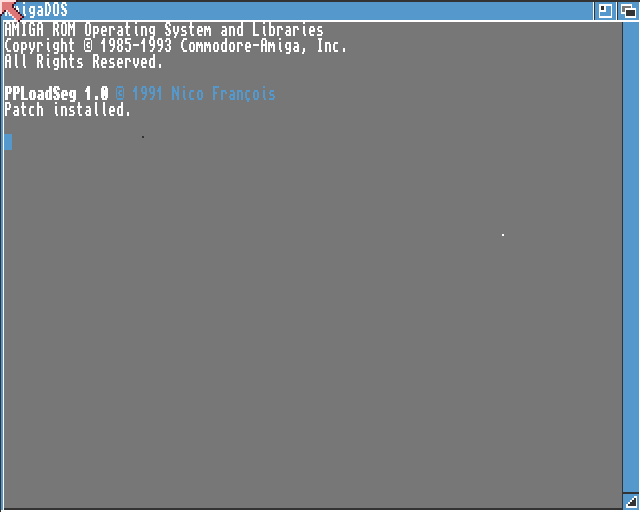 AmigaDOS
AMIGA ROM Operating System and Libraries
Copyright © 1985-1993 Commodore-Amiga, Inc.
All Rights Reserved.
PPLoadSeg 1.0 © 1991 Nico François
Patch installed.